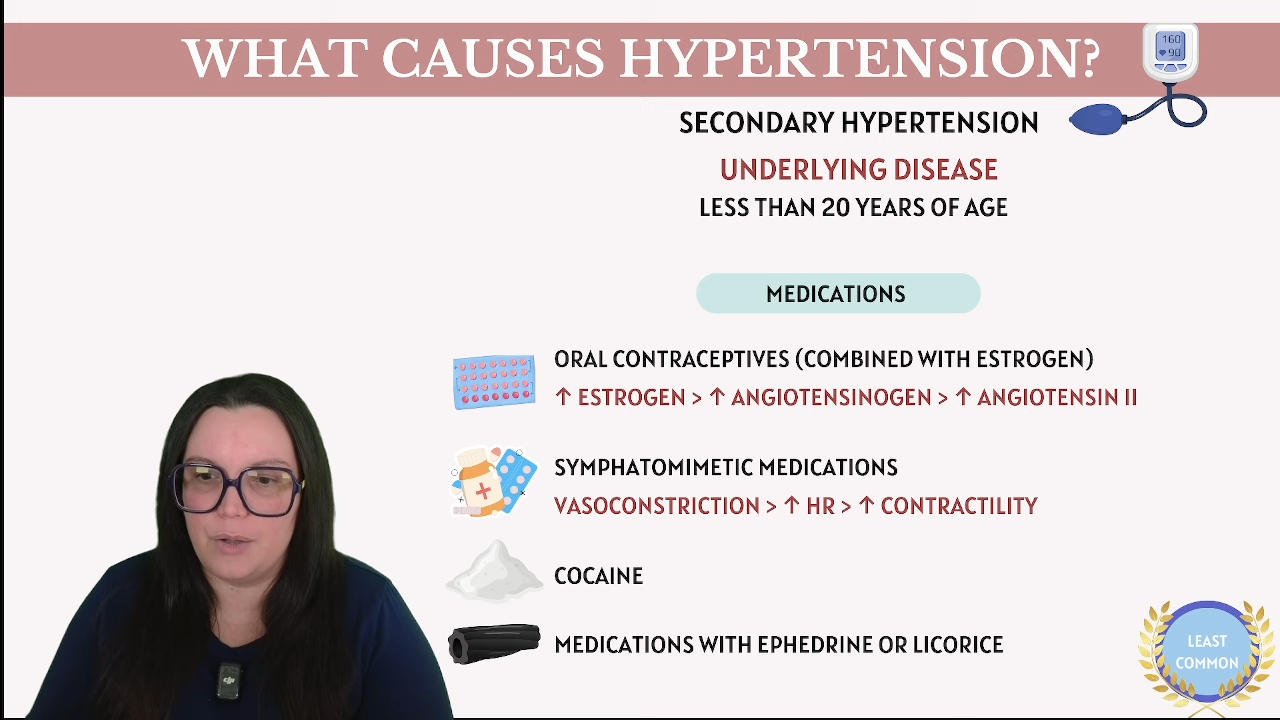 WHAT CAUSES HYPERTENSION?
160
90
SECONDARY HYPERTENSION
UNDERLYING DISEASE
LESS THAN 20 YEARS OF AGE
MEDICATIONS
ORAL CONTRACEPTIVES (COMBINED WITH ESTROGEN)
↑ ESTROGEN > ↑ ANGIOTENSINOGEN > ↑ ANGIOTENSIN II
SYMPHATOMIMETIC MEDICATIONS
VASOCONSTRICTION > ↑ HR > ↑ CONTRACTILITY
COCAINE
MEDICATIONS WITH EPHEDRINE OR LICORICE
LEAST
COMMON
dji